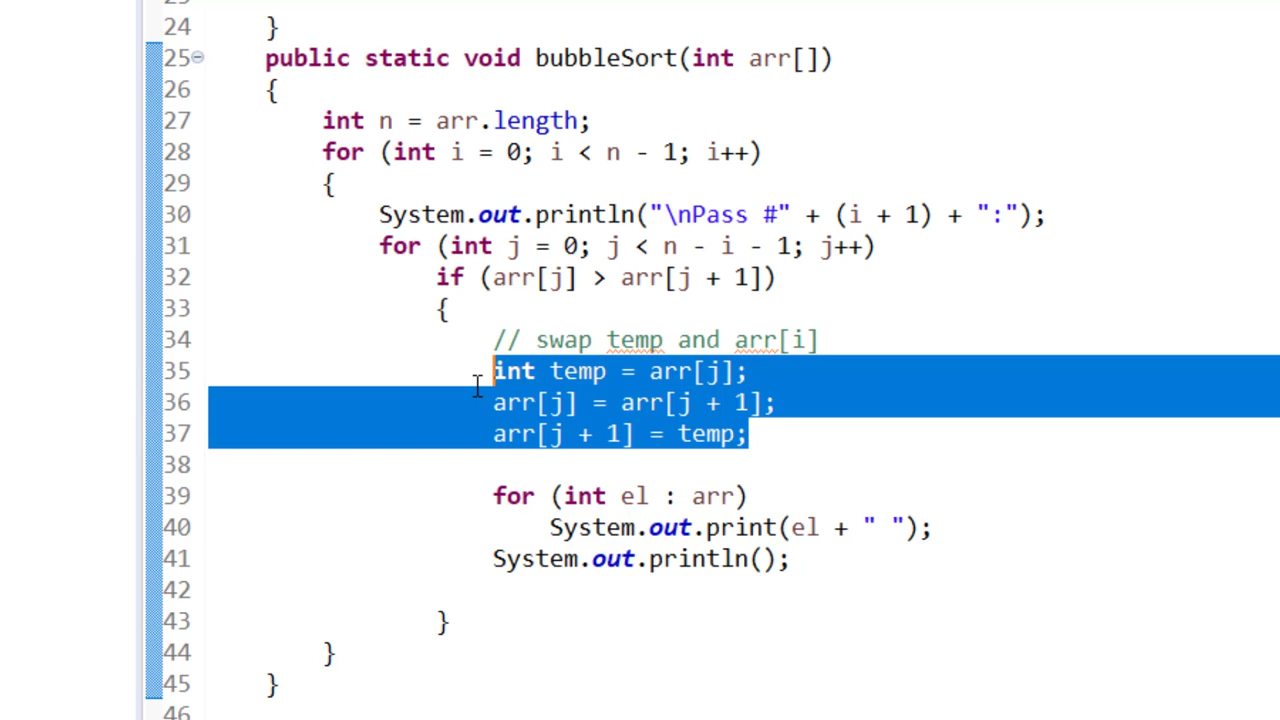 24 }
25 public static void bubbleSort(int arr[])
26 {
27 int n = arr.length;
28 for (int i = 0; i < n - 1; i++)
29 {
30 System.out.println("\nPass #" + (i + 1) + ":");
31 for (int j = 0; j < n - i - 1; j++)
32 if (arr[j] > arr[j + 1])
33 {
34 // swap temp and arr[i]
35 int temp = arr[j];
36 arr[j] = arr[j + 1];
37 arr[j + 1] = temp;
38
39 for (int el : arr)
40 System.out.print(el + " ");
41 System.out.println();
42
43 }
44 }
45 }
46